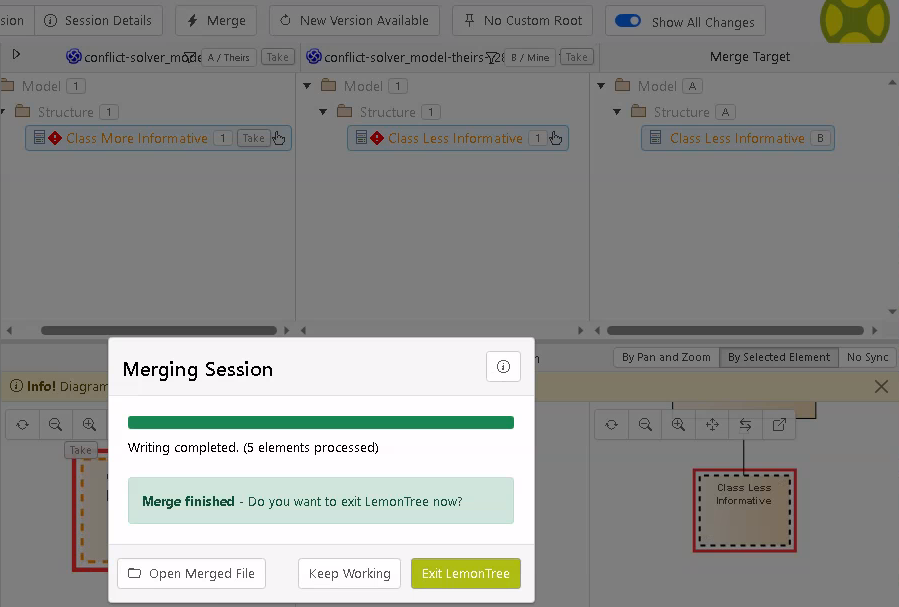 sion Session Details Merge New Version Available No Custom Root Show All Changes
A / Theirs Take conflict-solver_model-theirs B / Mine Take Merge Target
Model 1 Model 1 Model A
Structure 1 Structure 1 Structure A
Class More Informative 1 Take Class Less Informative 1 Class Less Informative B
By Pan and Zoom By Selected Element No Sync
Info! Diagram
Take
Class Less
Informative
Merging Session
Writing completed. (5 elements processed)
Merge finished - Do you want to exit LemonTree now?
Open Merged File Keep Working Exit LemonTree